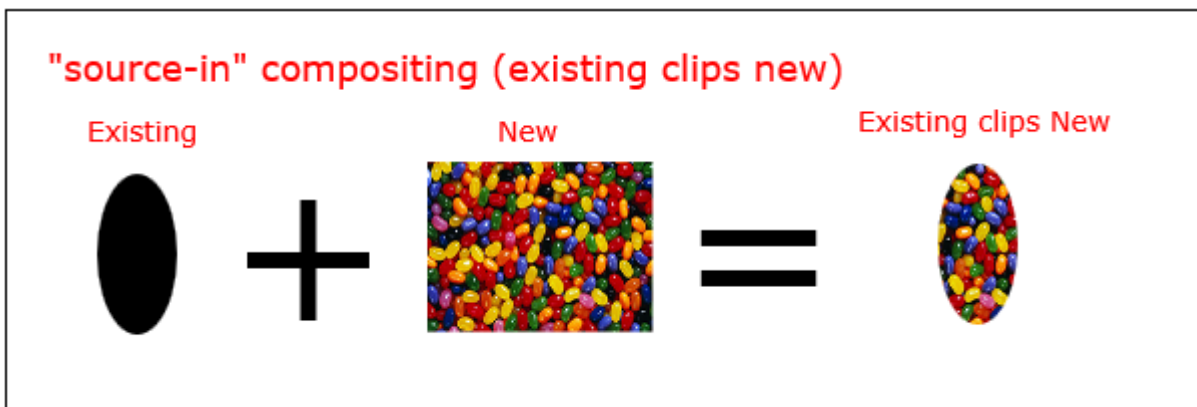 "source-in" compositing (existing clips new)
Existing
New
Existing clips New